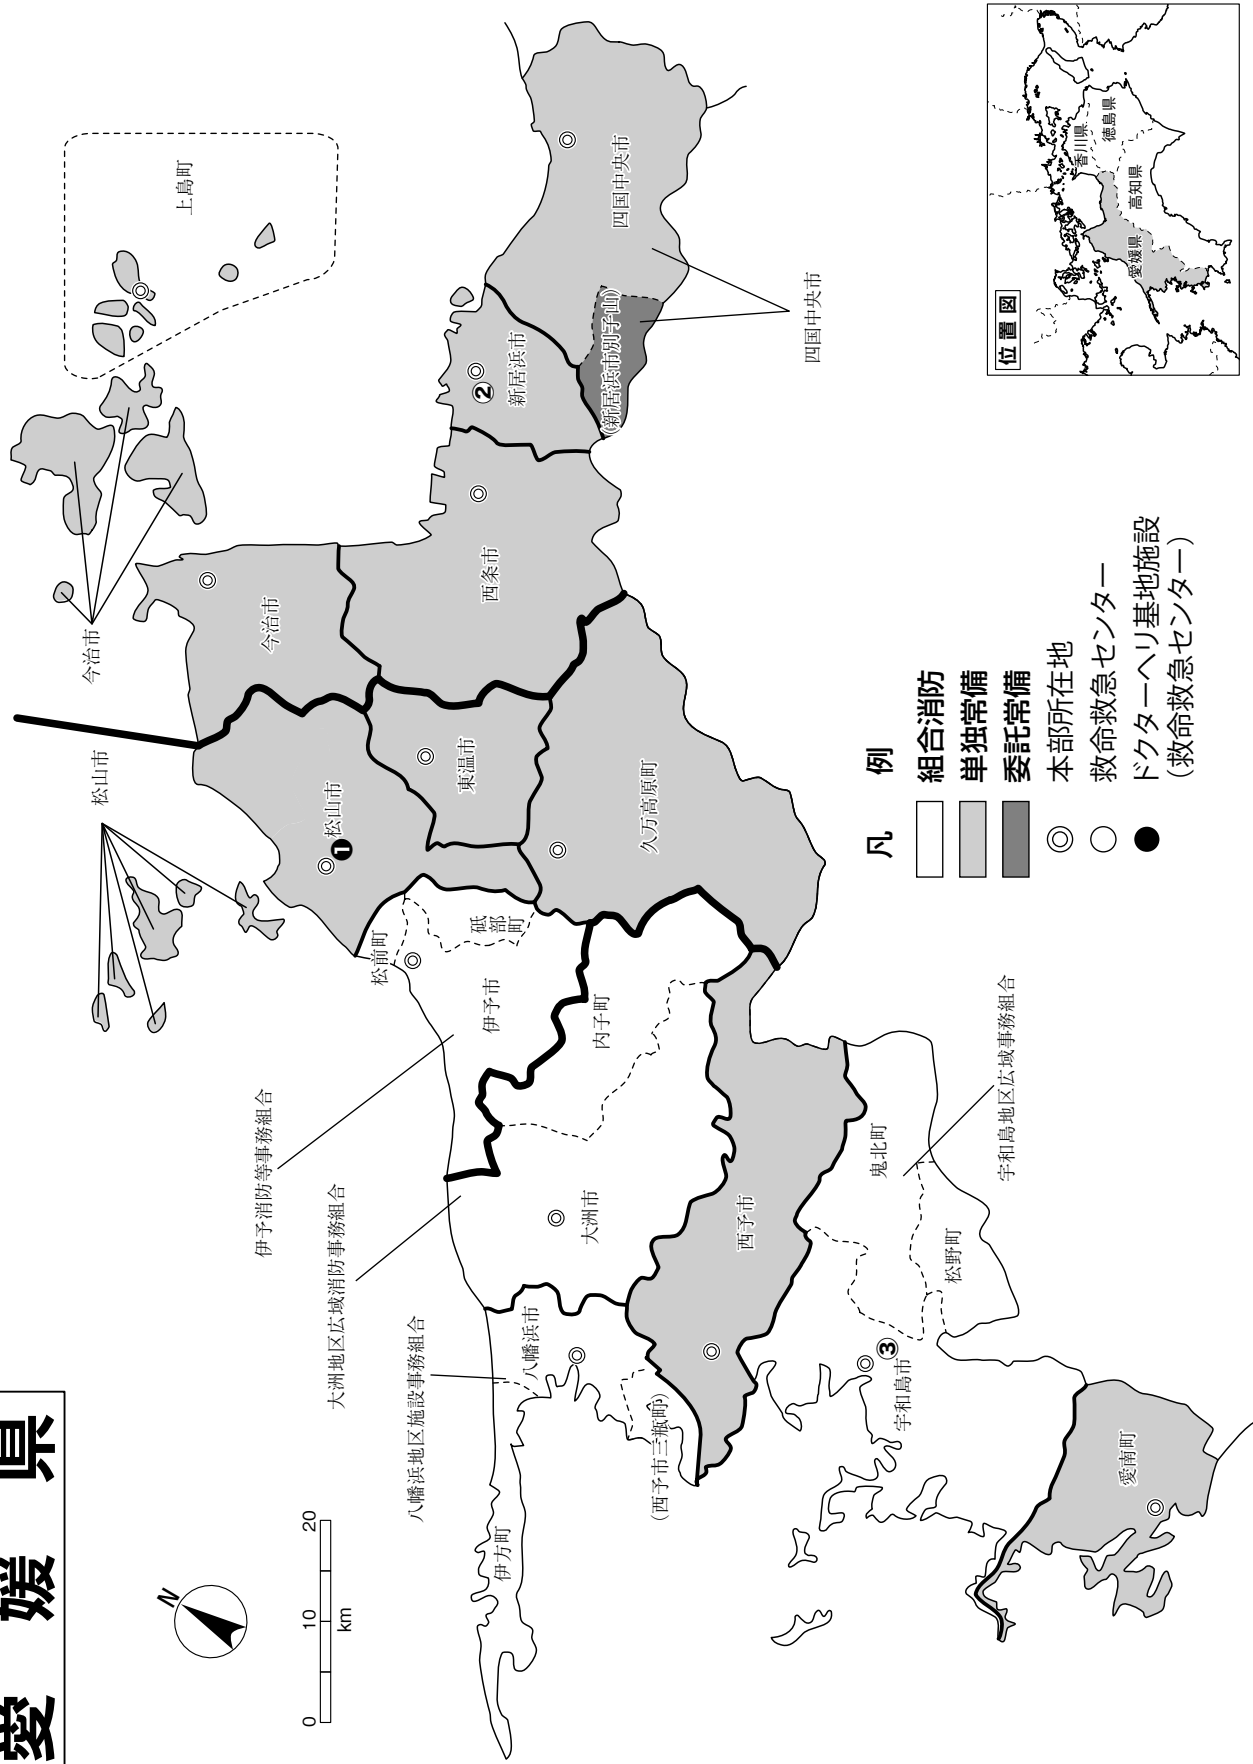 愛媛県
N
0 10 20
km
上島町
今治市
松山市
今治市
松山市
❶
東温市
西条市
②
新居浜市
(新居浜市別子山)
四国中央市
四国中央市
久万高原町
松前町
砥部町
伊予市
内子町
伊予消防等事務組合
大洲地区広域消防事務組合
八幡浜地区施設事務組合
大洲市
八幡浜市
伊方町
(西予市三瓶町)
西予市
鬼北町
宇和島地区広域事務組合
松野町
③
宇和島市
愛南町
凡例
組合消防
単独常備
委託常備
本部所在地
救命救急センター
ドクターヘリ基地施設
(救命救急センター)
位置図
香川県
徳島県
愛媛県
高知県